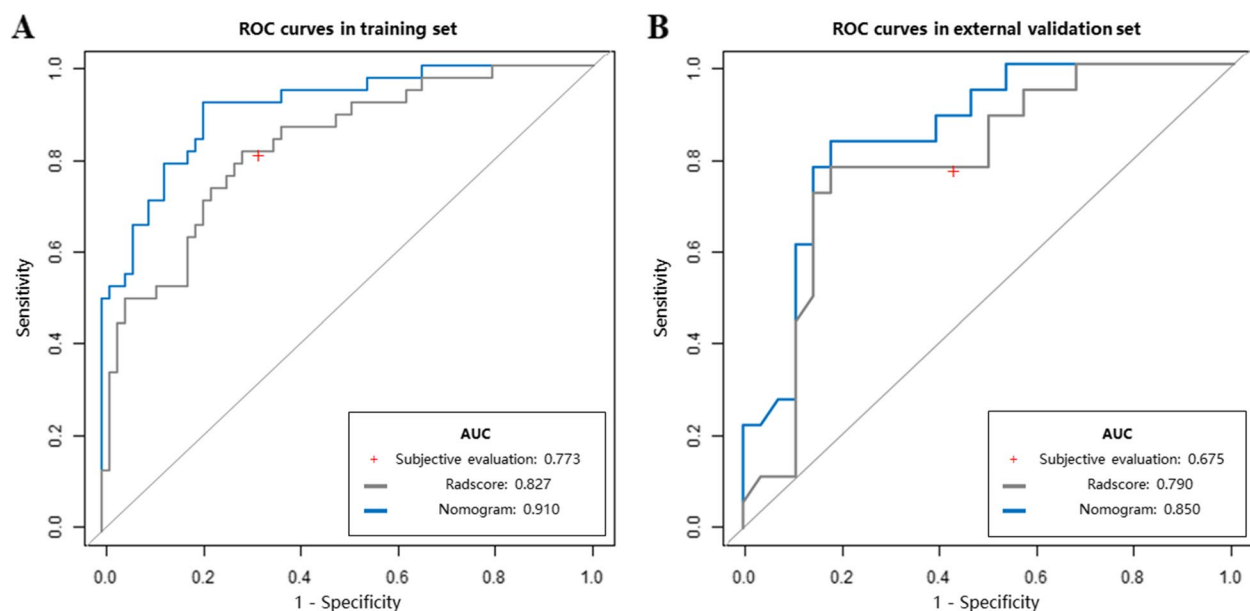 A
ROC curves in training set
Sensitivity
1.0
0.8
0.6
0.4
0.2
0.0
AUC
+ Subjective evaluation: 0.773
Radscore: 0.827
Nomogram: 0.910
0.0 0.2 0.4 0.6 0.8 1.0
1 - Specificity
B
ROC curves in external validation set
Sensitivity
1.0
0.8
0.6
0.4
0.2
0.0
AUC
+ Subjective evaluation: 0.675
Radscore: 0.790
Nomogram: 0.850
0.0 0.2 0.4 0.6 0.8 1.0
1 - Specificity